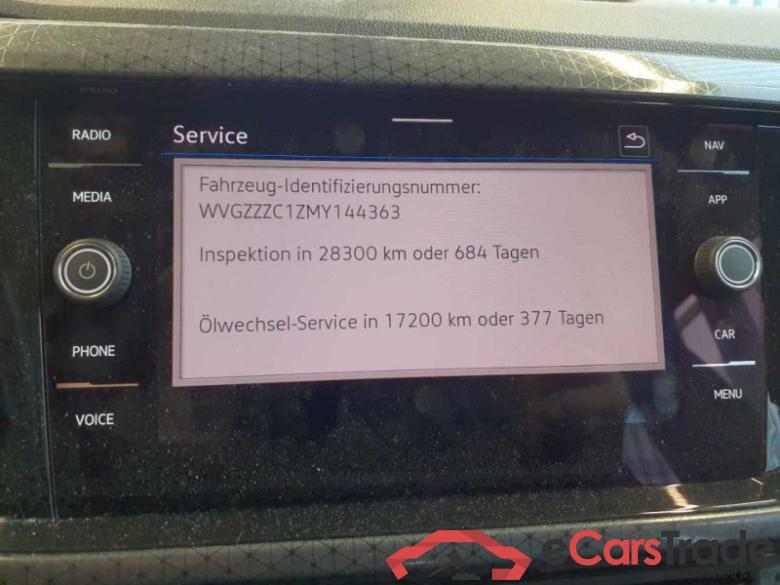 RADIO
MEDIA
PHONE
VOICE
Service
Fahrzeug-Identifizierungsnummer:
WVGZZZC1ZMY144363
Inspektion in 28300 km oder 684 Tagen
Ölwechsel-Service in 17200 km oder 377 Tagen
NAV
APP
CAR
MENU
eCarsTrade